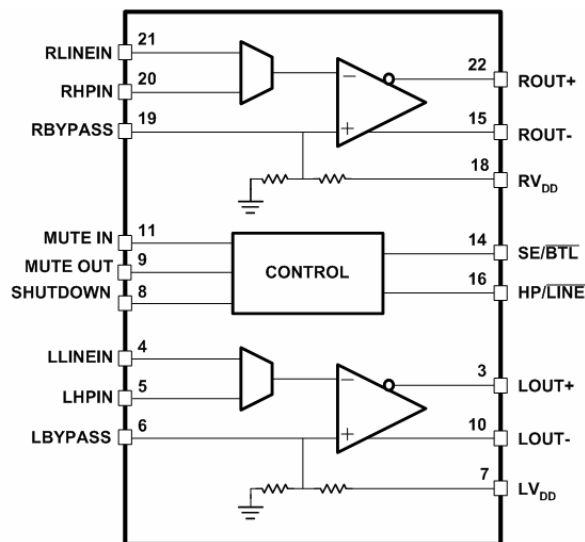 RLINEIN 21
RHPIN 20
RBYPASS 19
− +
22 ROUT+
15 ROUT-
18 RVDD
MUTE IN 11
MUTE OUT 9
SHUTDOWN 8
CONTROL
14 SE/BTL
16 HP/LINE
LLINEIN 4
LHPIN 5
LBYPASS 6
− +
3 LOUT+
10 LOUT-
7 LVDD